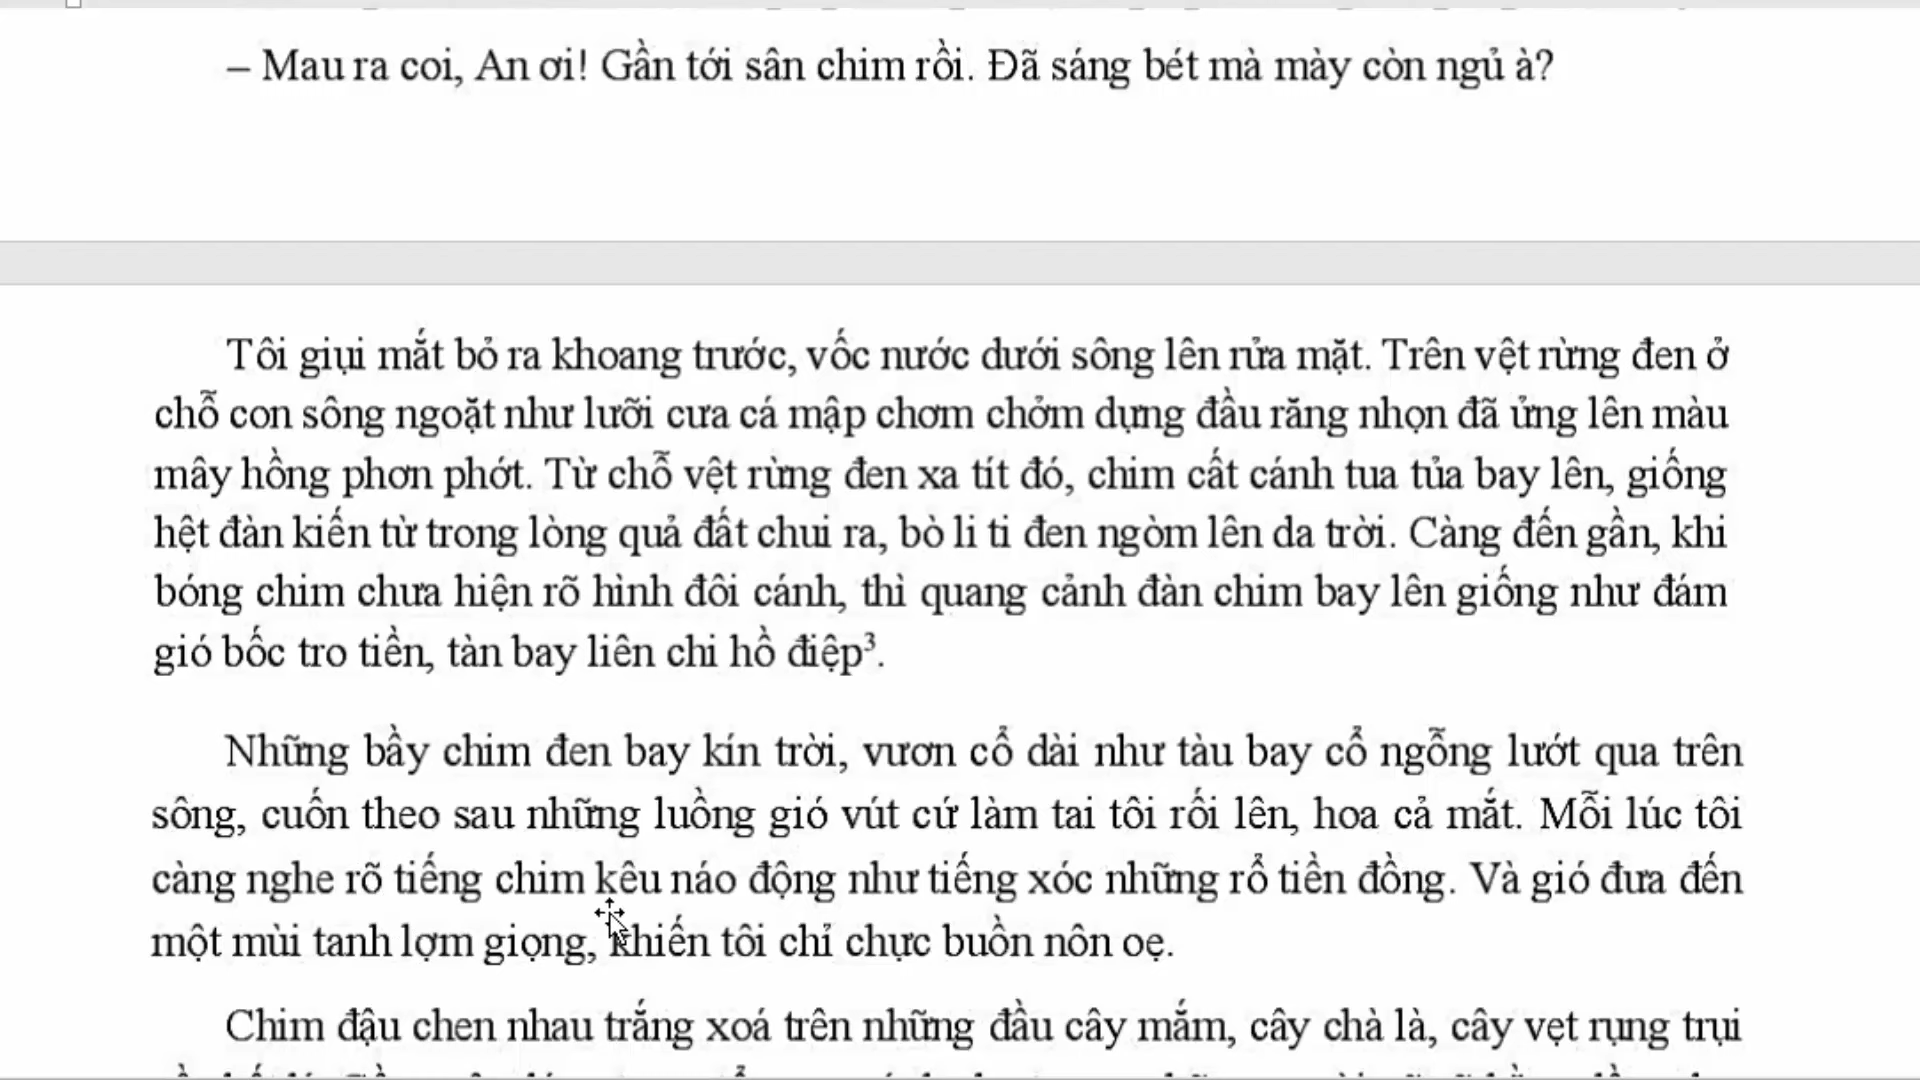 – Mau ra coi, An ơi! Gần tới sân chim rồi. Đã sáng bét mà mày còn ngủ à?
Tôi giụi mắt bỏ ra khoang trước, vốc nước dưới sông lên rửa mặt. Trên vệt rừng đen ở
chỗ con sông ngoặt như lưỡi cưa cá mập chơm chởm dựng đầu răng nhọn đã ửng lên màu
mây hồng phơn phớt. Từ chỗ vệt rừng đen xa tít đó, chim cất cánh tua tủa bay lên, giống
hệt đàn kiến từ trong lòng quả đất chui ra, bò li ti đen ngòm lên da trời. Càng đến gần, khi
bóng chim chưa hiện rõ hình đôi cánh, thì quang cảnh đàn chim bay lên giống như đám
gió bốc tro tiền, tàn bay liên chi hồ điệp³.
Những bầy chim đen bay kín trời, vươn cổ dài như tàu bay cổ ngỗng lướt qua trên
sông, cuốn theo sau những luồng gió vút cứ làm tai tôi rối lên, hoa cả mắt. Mỗi lúc tôi
càng nghe rõ tiếng chim kêu náo động như tiếng xóc những rổ tiền đồng. Và gió đưa đến
một mùi tanh lợm giọng, khiến tôi chỉ chực buồn nôn oẹ.
Chim đậu chen nhau trắng xoá trên những đầu cây mắm, cây chà là, cây vẹt rụng trụi